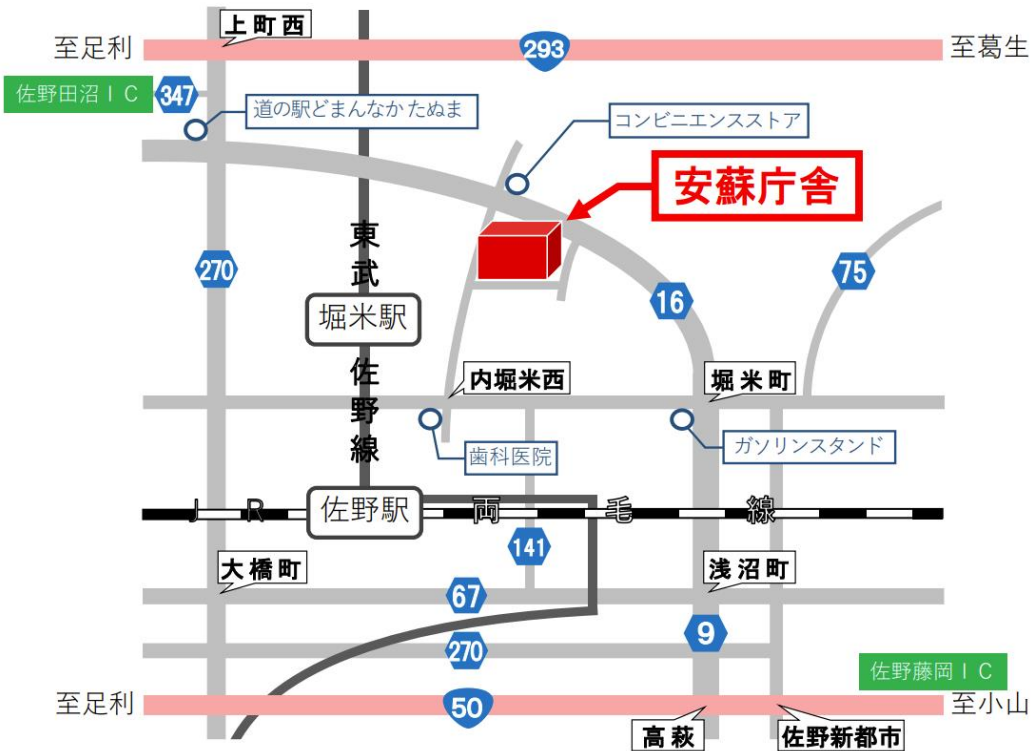 上町西
至足利
293
至葛生
佐野田沼IC
347
道の駅どまんなか たぬま
コンビニエンスストア
安蘇庁舎
東武佐野線
270
堀米駅
16
75
内堀米西
堀米町
歯科医院
ガソリンスタンド
佐野駅
JR両毛線
141
大橋町
浅沼町
67
9
270
佐野藤岡IC
至足利
50
至小山
高萩
佐野新都市